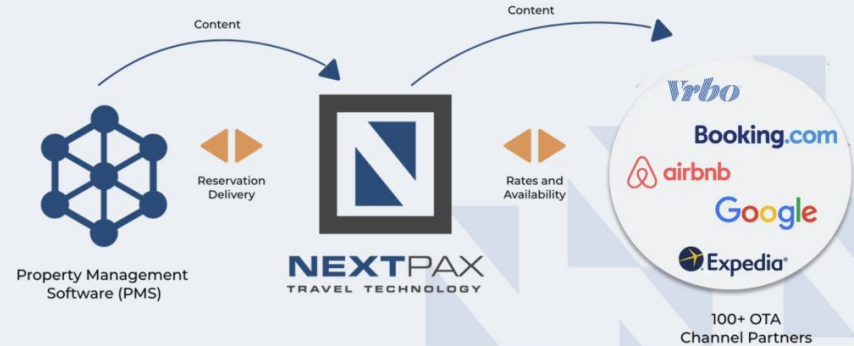 Content
Content
Vrbo
Booking.com
airbnb
Google
Expedia®
Reservation
Delivery
Rates and
Availability
NEXTPAX
TRAVEL TECHNOLOGY
Property Management
Software (PMS)
100+ OTA
Channel Partners